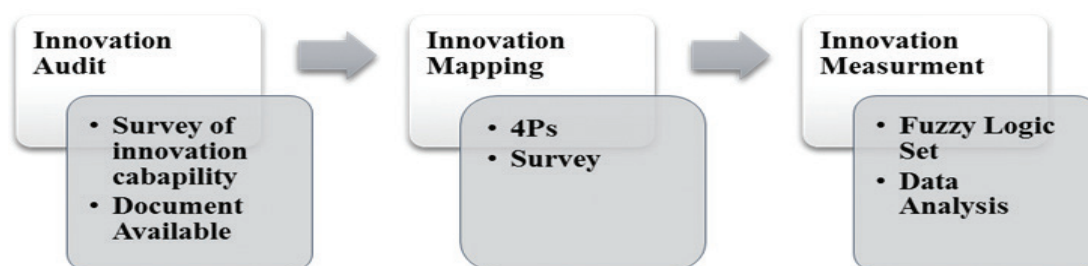 Innovation
Audit
• Survey of
innovation
cabapility
• Document
Available
Innovation
Mapping
• 4Ps
• Survey
Innovation
Measurment
• Fuzzy Logic
Set
• Data
Analysis